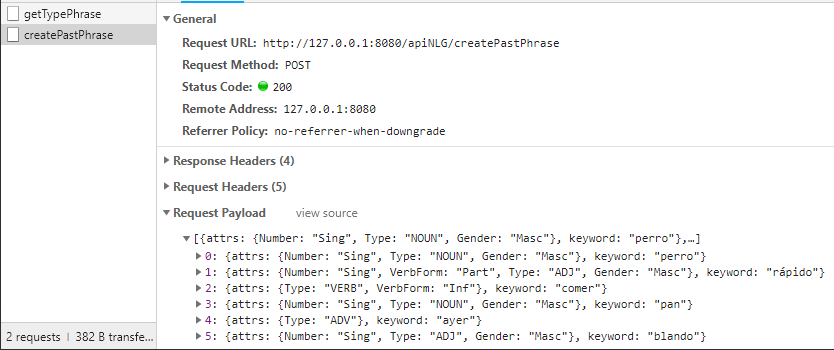 getTypePhrase
createPastPhrase
General
Request URL: http://127.0.0.1:8080/apiNLG/createPastPhrase
Request Method: POST
Status Code: 200
Remote Address: 127.0.0.1:8080
Referrer Policy: no-referrer-when-downgrade
Response Headers (4)
Request Headers (5)
Request Payload view source
[{attrs: {Number: "Sing", Type: "NOUN", Gender: "Masc"}, keyword: "perro"},…]
0: {attrs: {Number: "Sing", Type: "NOUN", Gender: "Masc"}, keyword: "perro"}
1: {attrs: {Number: "Sing", VerbForm: "Part", Type: "ADJ", Gender: "Masc"}, keyword: "rápido"}
2: {attrs: {Type: "VERB", VerbForm: "Inf"}, keyword: "comer"}
3: {attrs: {Number: "Sing", Type: "NOUN", Gender: "Masc"}, keyword: "pan"}
4: {attrs: {Type: "ADV"}, keyword: "ayer"}
5: {attrs: {Number: "Sing", Type: "ADJ", Gender: "Masc"}, keyword: "blando"}
2 requests | 382 B transfe...